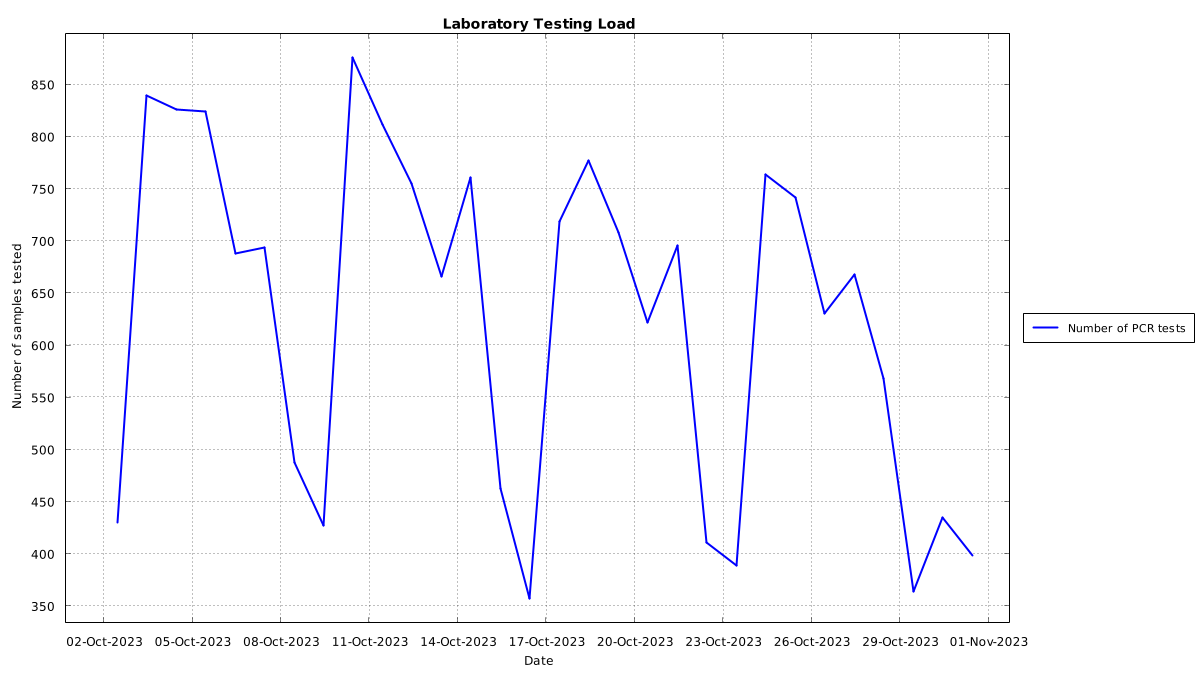 Laboratory Testing Load
Number of samples tested
850
800
750
700
650
600
550
500
450
400
350
02-Oct-2023 05-Oct-2023 08-Oct-2023 11-Oct-2023 14-Oct-2023 17-Oct-2023 20-Oct-2023 23-Oct-2023 26-Oct-2023 29-Oct-2023 01-Nov-2023
Date
Number of PCR tests